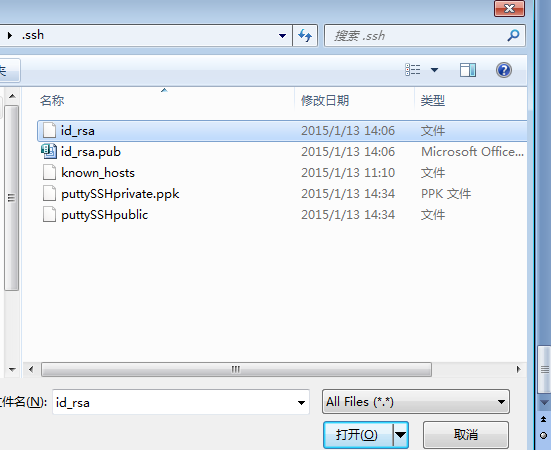 .ssh
搜索 .ssh
夹
名称 修改日期 类型
id_rsa 2015/1/13 14:06 文件
id_rsa.pub 2015/1/13 14:06 Microsoft Office...
known_hosts 2015/1/13 11:10 文件
puttySSHprivate.ppk 2015/1/13 14:34 PPK 文件
puttySSHpublic 2015/1/13 14:34 文件
件名(N): id_rsa All Files (*.*)
打开(O) 取消